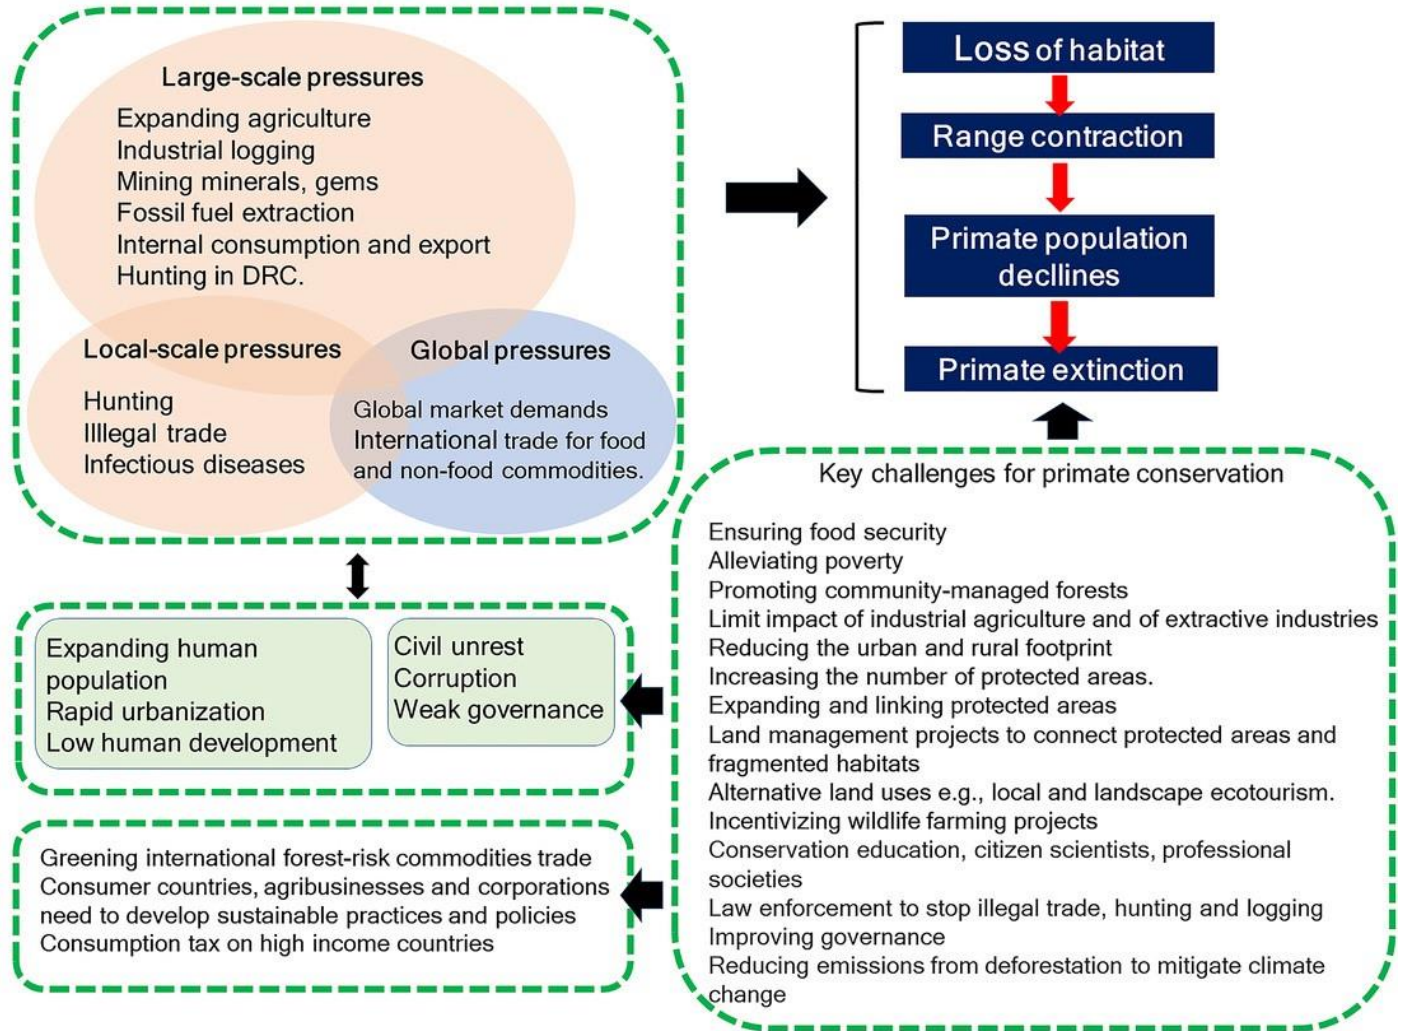 Large-scale pressures
Expanding agriculture
Industrial logging
Mining minerals, gems
Fossil fuel extraction
Internal consumption and export
Hunting in DRC.
Local-scale pressures
Hunting
Illlegal trade
Infectious diseases
Global pressures
Global market demands
International trade for food
and non-food commodities.
Loss of habitat
Range contraction
Primate population
decllines
Primate extinction
Expanding human
population
Rapid urbanization
Low human development
Civil unrest
Corruption
Weak governance
Greening international forest-risk commodities trade
Consumer countries, agribusinesses and corporations
need to develop sustainable practices and policies
Consumption tax on high income countries
Key challenges for primate conservation
Ensuring food security
Alleviating poverty
Promoting community-managed forests
Limit impact of industrial agriculture and of extractive industries
Reducing the urban and rural footprint
Increasing the number of protected areas.
Expanding and linking protected areas
Land management projects to connect protected areas and
fragmented habitats
Alternative land uses e.g., local and landscape ecotourism.
Incentivizing wildlife farming projects
Conservation education, citizen scientists, professional
societies
Law enforcement to stop illegal trade, hunting and logging
Improving governance
Reducing emissions from deforestation to mitigate climate
change